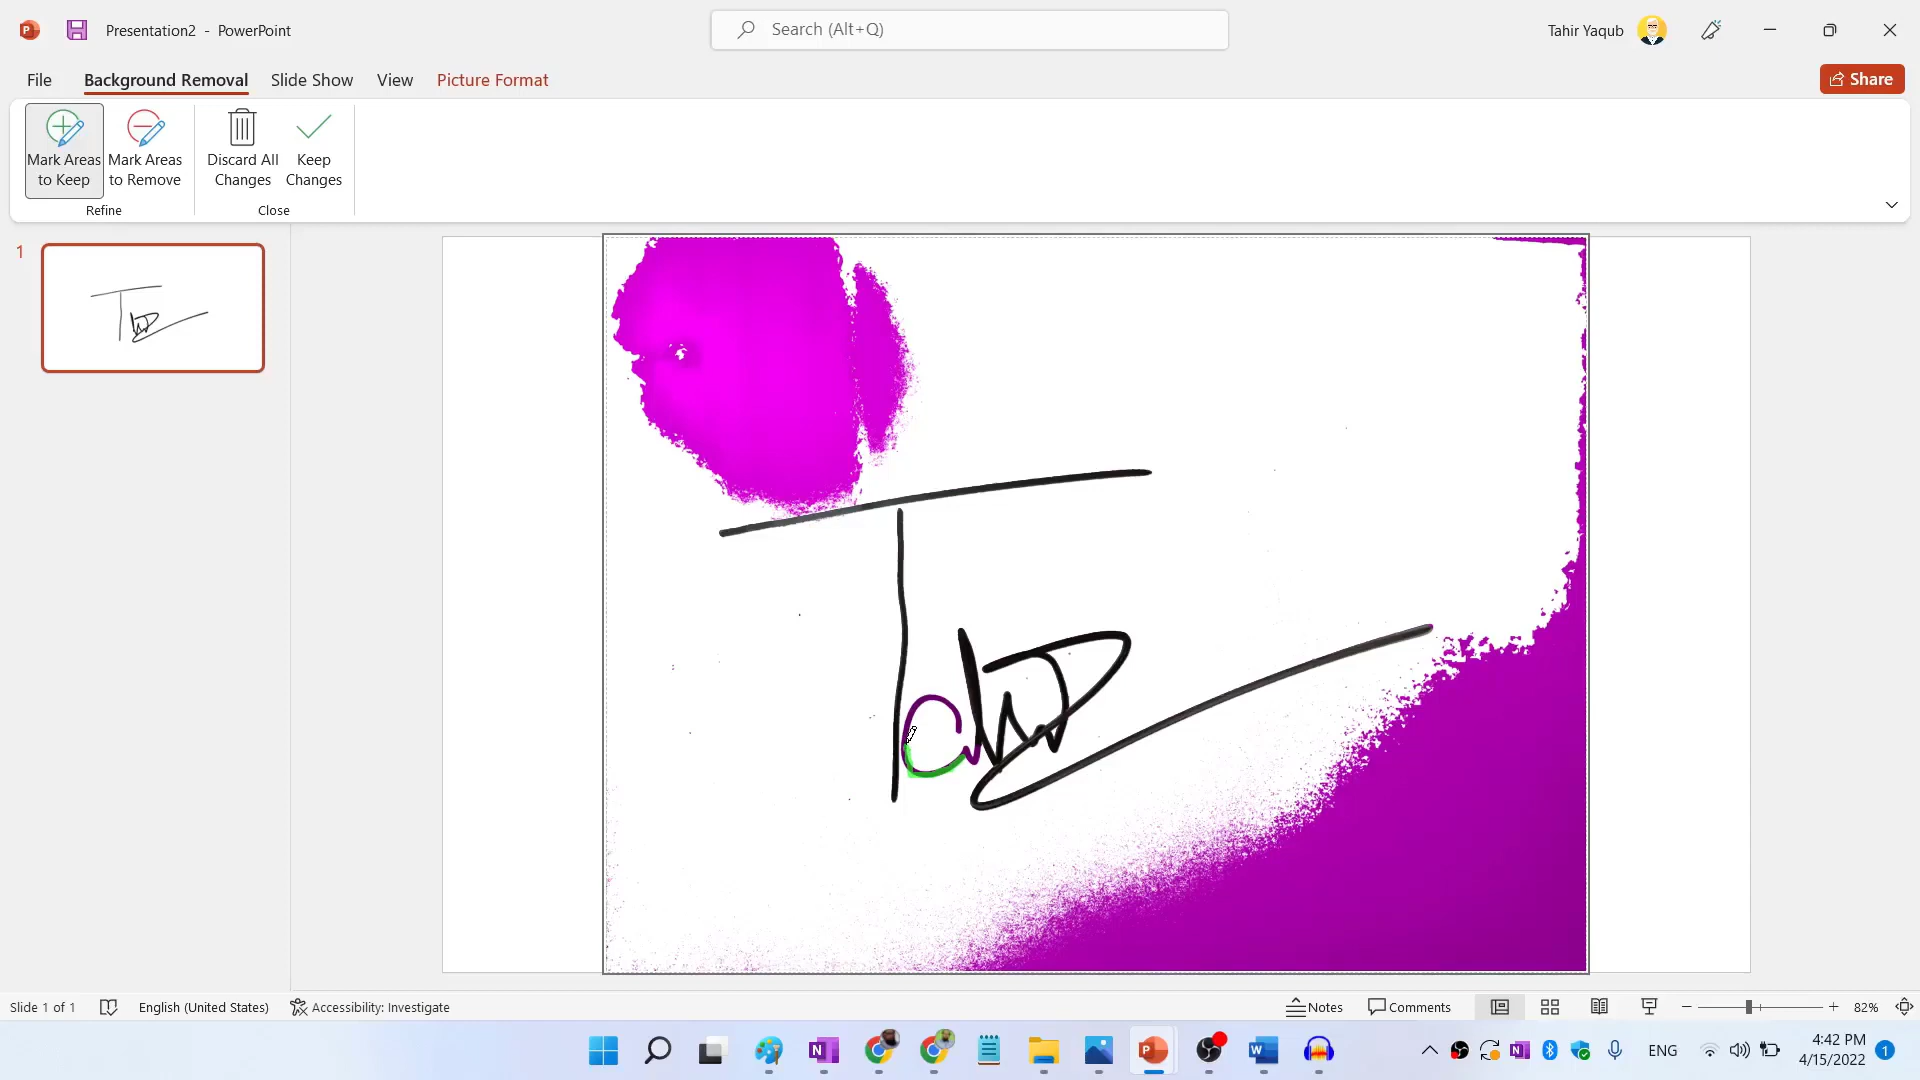 Presentation2 - PowerPoint
Search (Alt+Q)
Tahir Yaqub
File Background Removal Slide Show View Picture Format
Share
Mark Areas to Keep
Mark Areas to Remove
Discard All Changes
Keep Changes
Refine
Close
1
Slide 1 of 1
English (United States)
Accessibility: Investigate
Notes
Comments
82%
ENG
4:42 PM
4/15/2022
1